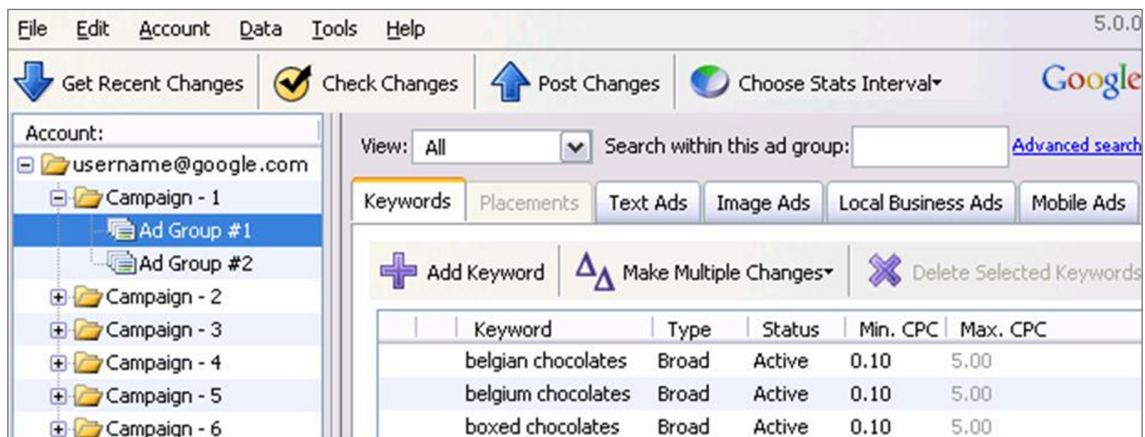 File Edit Account Data Tools Help 5.0.0
Get Recent Changes Check Changes Post Changes Choose Stats Interval Google
Account:
username@google.com
Campaign - 1
Ad Group #1
Ad Group #2
Campaign - 2
Campaign - 3
Campaign - 4
Campaign - 5
Campaign - 6
View: All Search within this ad group: Advanced search
Keywords Placements Text Ads Image Ads Local Business Ads Mobile Ads
Add Keyword Make Multiple Changes Delete Selected Keywords
Keyword Type Status Min. CPC Max. CPC
belgian chocolates Broad Active 0.10 5.00
belgium chocolates Broad Active 0.10 5.00
boxed chocolates Broad Active 0.10 5.00